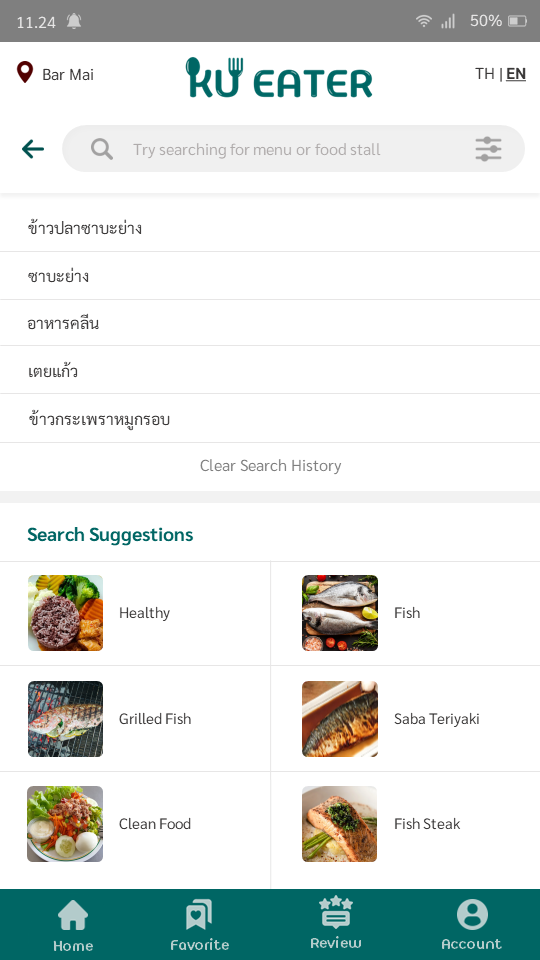 11.24
50%
Bar Mai
KU EATER
TH | EN
Try searching for menu or food stall
ข้าวปลาซาบะย่าง
ซาบะย่าง
อาหารคลีน
เตยแก้ว
ข้าวกระเพราหมูกรอบ
Clear Search History
Search Suggestions
Healthy
Fish
Grilled Fish
Saba Teriyaki
Clean Food
Fish Steak
Home
Favorite
Review
Account